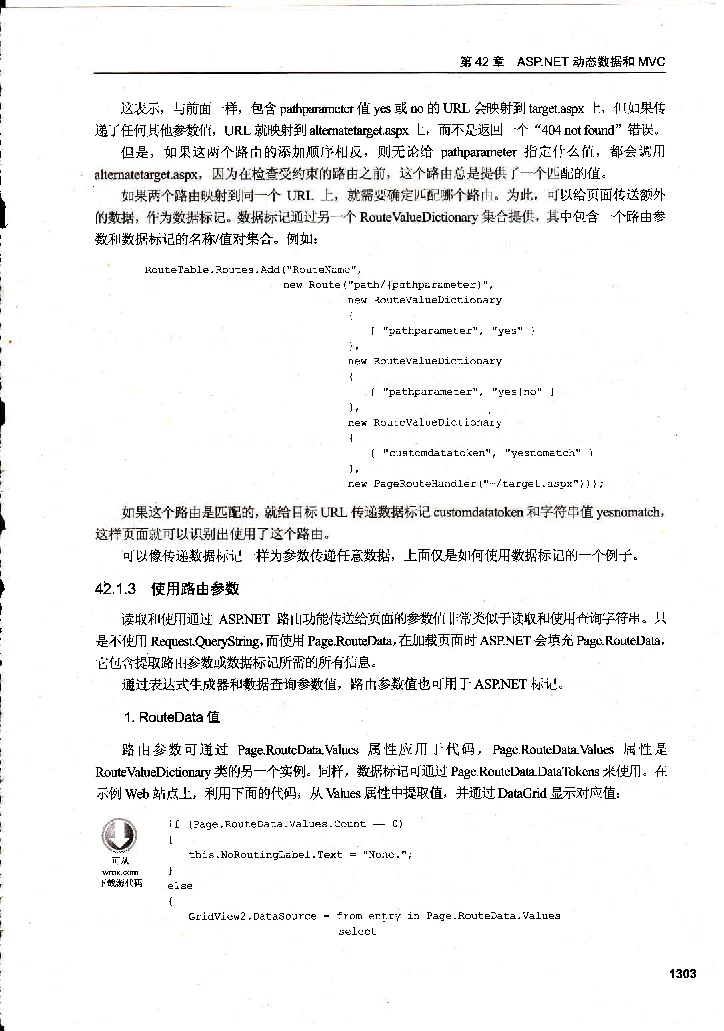 第 42 章 ASP.NET 动态数据和 MVC
这表示，与前面一样，包含 pathparameter 值 yes 或 no 的 URL 会映射到 target.aspx 上，但如果传
递了任何其他参数值，URL 就映射到 alternatetarget.aspx 上，而不是返回一个“404 not found”错误。
但是，如果这两个路由的添加顺序相反，则无论给 pathparameter 指定什么值，都会调用
alternatetarget.aspx，因为在检查受约束的路由之前，这个路由总是提供了一个匹配的值。
如果两个路由映射到同一个 URL 上，就需要确定匹配哪个路由。为此，可以给页面传送额外
的数据，作为数据标记。数据标记通过另一个 RouteValueDictionary 集合提供，其中包含一个路由参
数和数据标记的名称/值对集合。例如：
RouteTable.Routes.Add("RouteName",
new Route("path/{pathparameter}",
new RouteValueDictionary
{
{ "pathparameter", "yes" }
},
new RouteValueDictionary
{
{ "pathparameter", "yes|no" }
},
new RouteValueDictionary
{
{ "customdatatoken", "yesnomatch" }
},
new PageRouteHandler("~/target.aspx")));
如果这个路由是匹配的，就给目标 URL 传递数据标记 customdatatoken 和字符串值 yesnomatch，
这样页面就可以识别出使用了这个路由。
可以像传递数据标记一样为参数传递任意数据，上面仅是如何使用数据标记的一个例子。
42.1.3 使用路由参数
读取和使用通过 ASP.NET 路由功能传送给页面的参数值非常类似于读取和使用查询字符串。只
是不使用 Request.QueryString，而使用 Page.RouteData，在加载页面时 ASP.NET 会填充 Page.RouteData，
它包含提取路由参数或数据标记所需的所有信息。
通过表达式生成器和数据查询参数值，路由参数值也可用于 ASP.NET 标记。
1. RouteData 值
路由参数可通过 Page.RouteData.Values 属性应用于代码，Page.RouteData.Values 属性是
RouteValueDictionary 类的另一个实例。同样，数据标记可通过 Page.RouteData.DataTokens 来使用。在
示例 Web 站点上，利用下面的代码，从 Values 属性中提取值，并通过 DataGrid 显示对应值：
可从
wrox.com
下载源代码
if (Page.RouteData.Values.Count == 0)
{
this.NoRoutingLabel.Text = "None.";
}
else
{
GridView2.DataSource = from entry in Page.RouteData.Values
select
1303